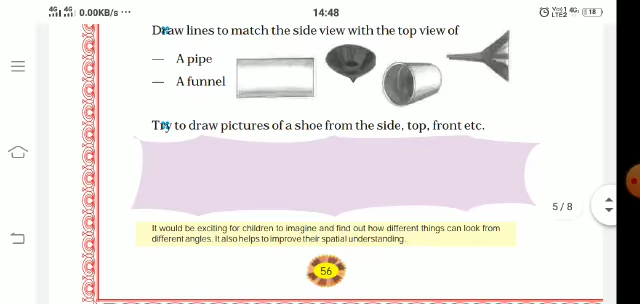 4G 4G 0.00KB/s ...
14:48
Vo) 1 4G 18
LTE2
Draw lines to match the side view with the top view of
— A pipe
— A funnel
Try to draw pictures of a shoe from the side, top, front etc.
5 / 8
It would be exciting for children to imagine and find out how different things can look from
different angles. It also helps to improve their spatial understanding.
56